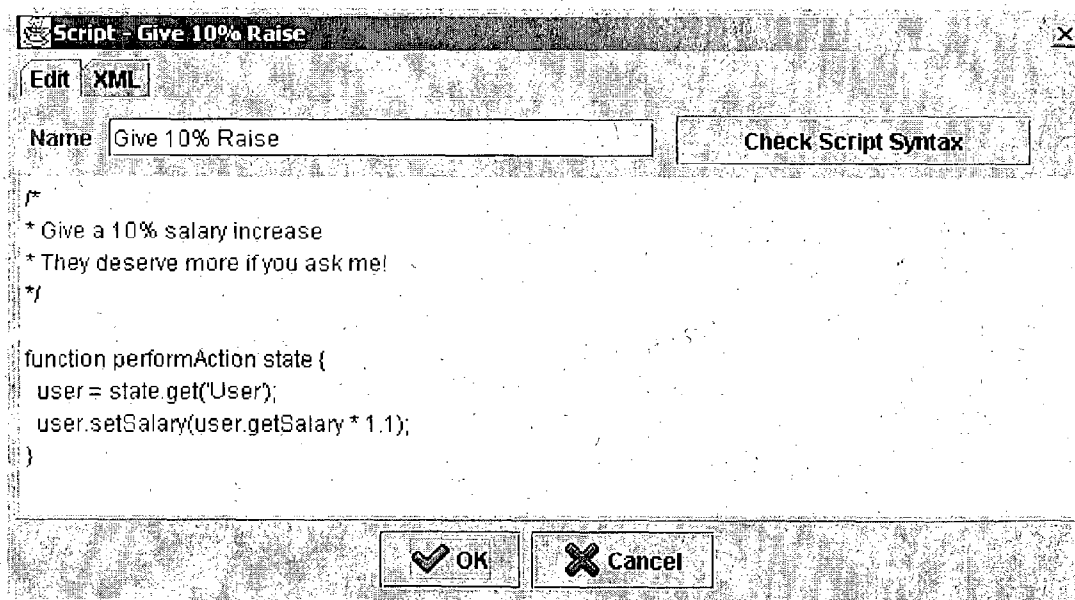 Script - Give 10% Raise
Edit XML
Name Give 10% Raise Check Script Syntax
/*
* Give a 10% salary increase
* They deserve more if you ask me!
*/
function performAction state {
user = state.get('User');
user.setSalary(user.getSalary * 1.1);
}
OK Cancel